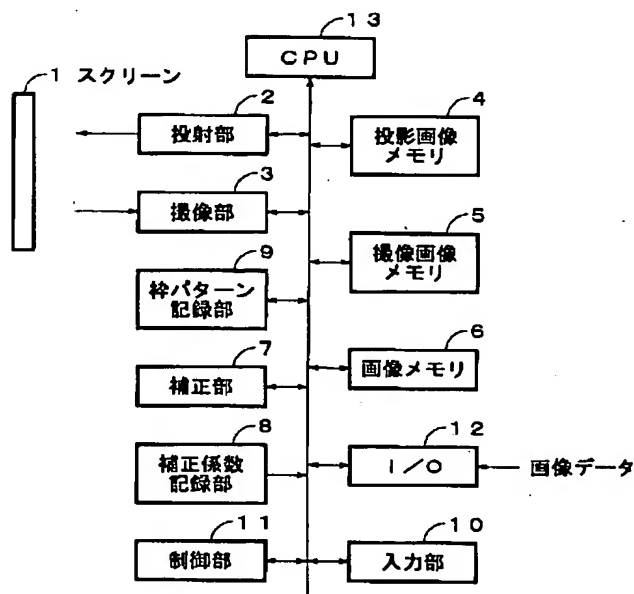 13
CPU
1 スクリーン
2
投射部
4
投影画像
メモリ
3
撮像部
5
撮像画像
メモリ
9
枠パターン
記録部
6
画像メモリ
7
補正部
8
補正係数
記録部
12
I/O
画像データ
11
制御部
10
入力部